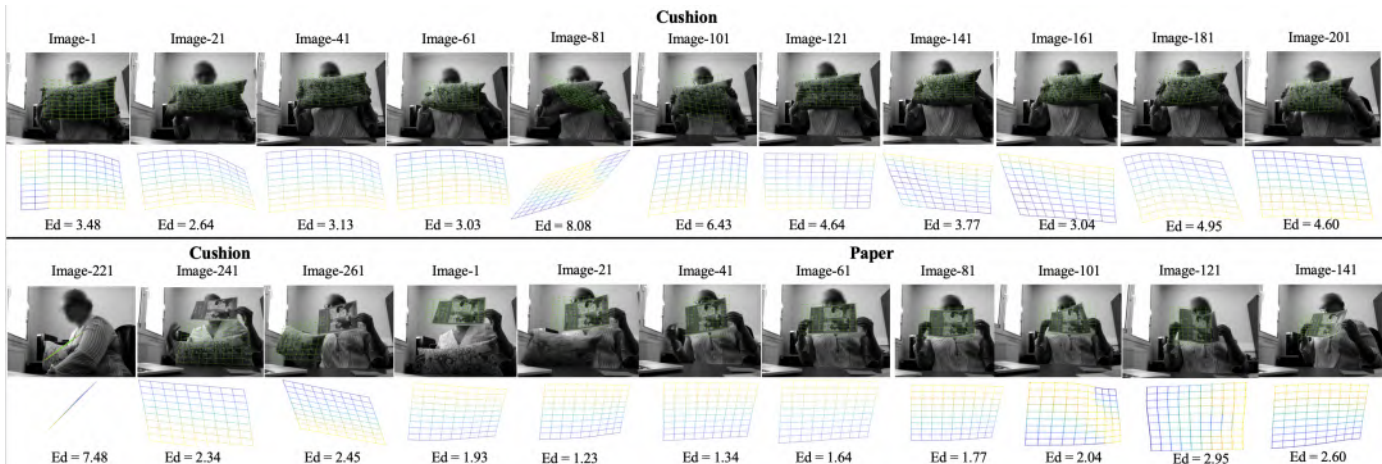 Cushion
Image-1 Image-21 Image-41 Image-61 Image-81 Image-101 Image-121 Image-141 Image-161 Image-181 Image-201
Ed = 3.48 Ed = 2.64 Ed = 3.13 Ed = 3.03 Ed = 8.08 Ed = 6.43 Ed = 4.64 Ed = 3.77 Ed = 3.04 Ed = 4.95 Ed = 4.60
Cushion Paper
Image-221 Image-241 Image-261 Image-1 Image-21 Image-41 Image-61 Image-81 Image-101 Image-121 Image-141
Ed = 7.48 Ed = 2.34 Ed = 2.45 Ed = 1.93 Ed = 1.23 Ed = 1.34 Ed = 1.64 Ed = 1.77 Ed = 2.04 Ed = 2.95 Ed = 2.60